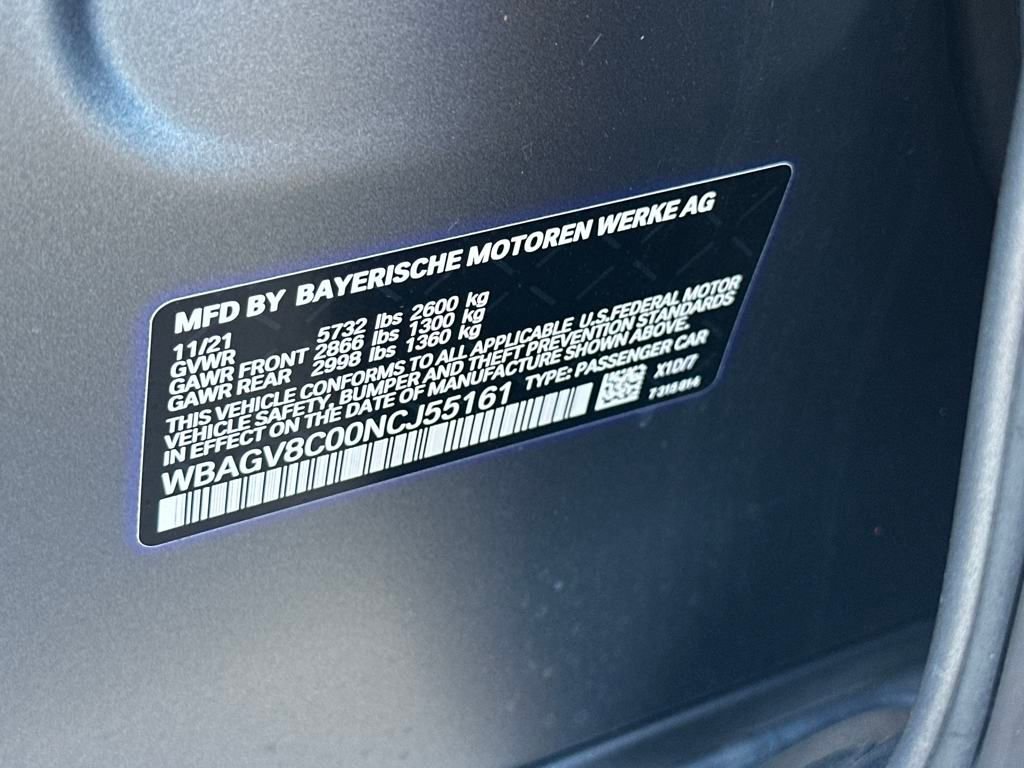 MFD BY BAYERISCHE MOTOREN WERKE AG
11/21
GVWR 5732 lbs 2600 kg
GAWR FRONT 2866 lbs 1300 kg
GAWR REAR 2998 lbs 1360 kg
THIS VEHICLE CONFORMS TO ALL APPLICABLE U.S.FEDERAL MOTOR
VEHICLE SAFETY, BUMPER AND THEFT PREVENTION STANDARDS
IN EFFECT ON THE DATE OF MANUFACTURE SHOWN ABOVE.
WBAGV8C00NCJ55161 TYPE: PASSENGER CAR
X10/7